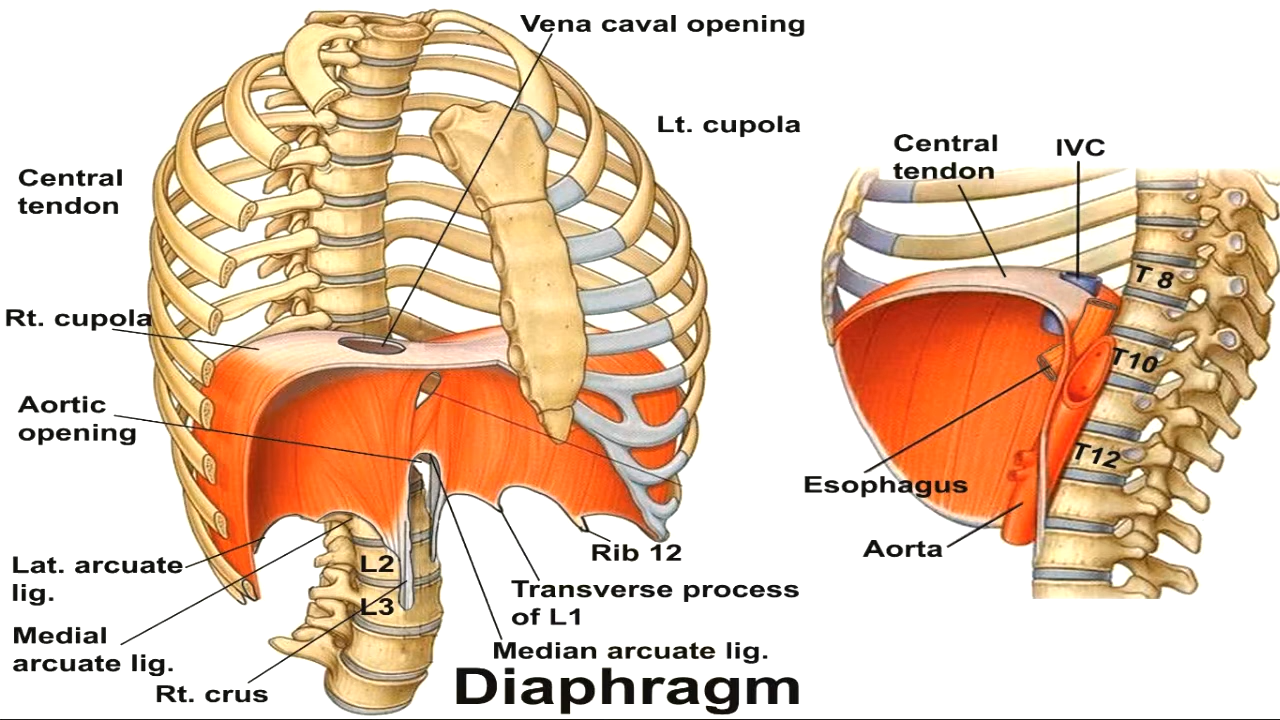 Vena caval opening
Lt. cupola
Central
tendon
Rt. cupola
Aortic
opening
Lat. arcuate
lig.
Medial
arcuate lig.
Rt. crus
L2
L3
Rib 12
Transverse process
of L1
Median arcuate lig.
Diaphragm
Central
tendon
IVC
T 8
T10
T12
Esophagus
Aorta